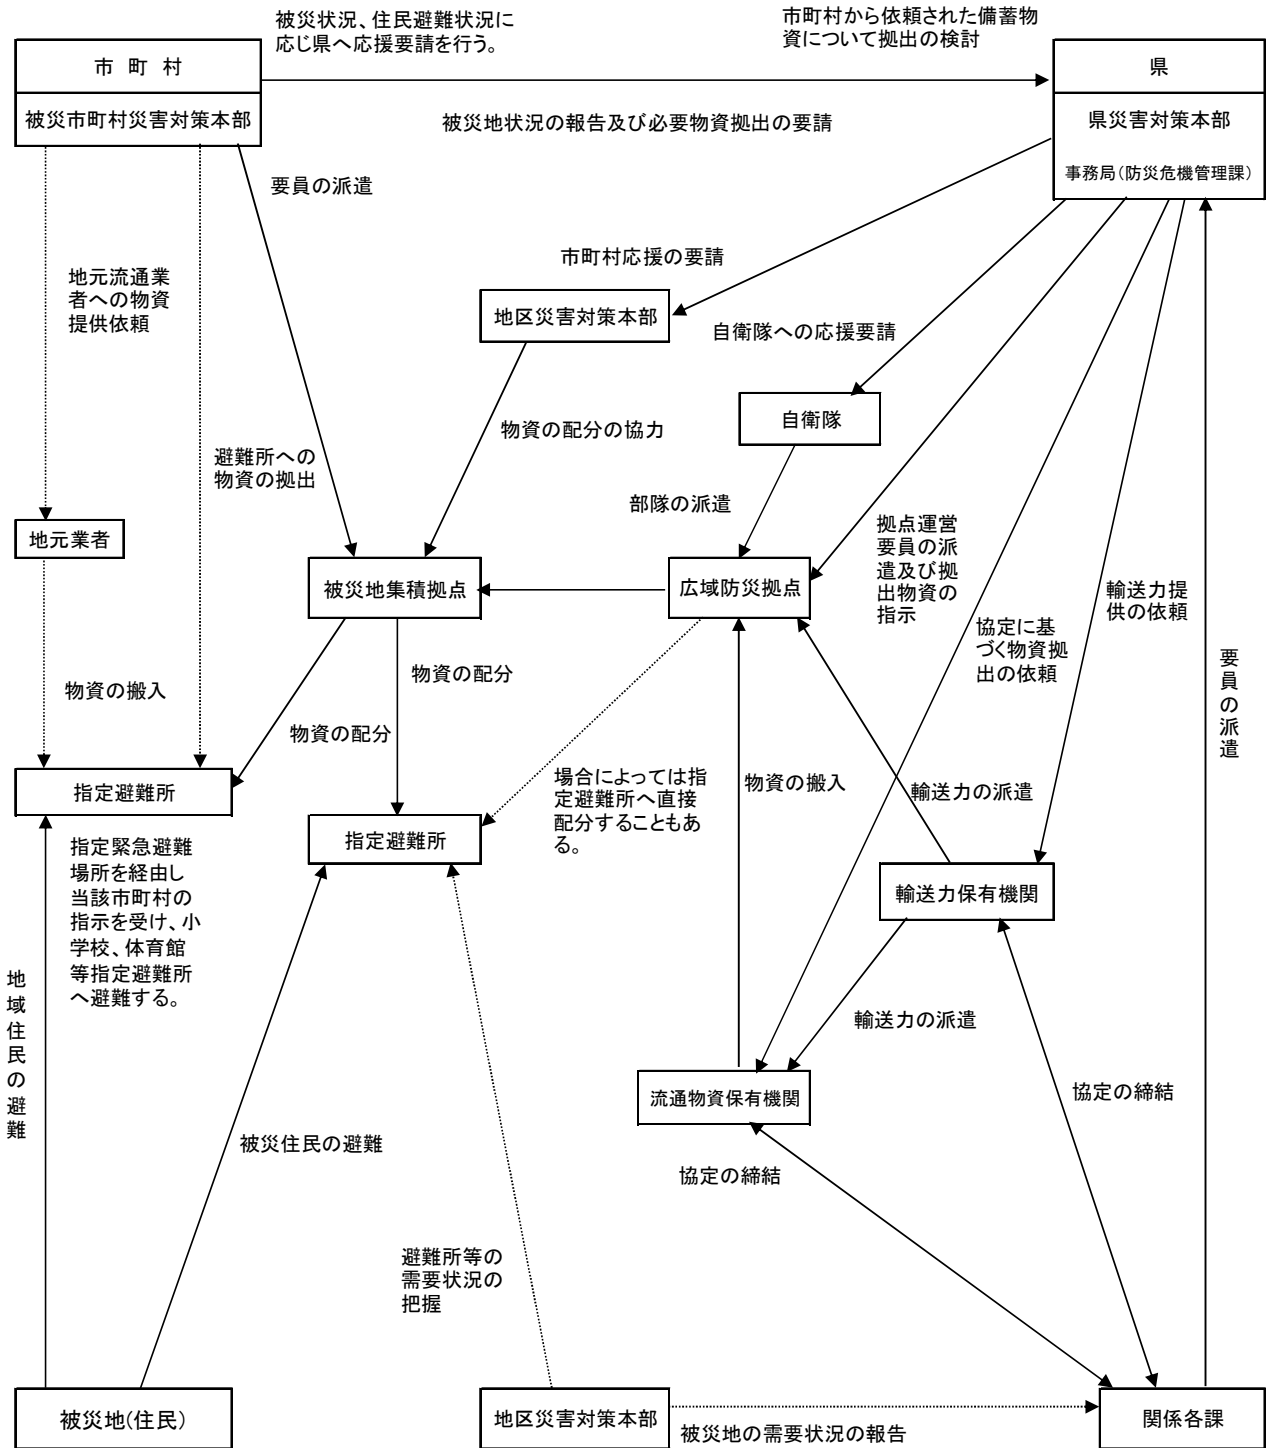 被災状況、住民避難状況に
応じ県へ応援要請を行う。
市町村から依頼された備蓄物
資について拠出の検討
市 町 村
被災市町村災害対策本部
県
県災害対策本部
事務局(防災危機管理課)
被災地状況の報告及び必要物資拠出の要請
要員の派遣
市町村応援の要請
地元流通業
者への物資
提供依頼
地区災害対策本部
自衛隊への応援要請
自衛隊
物資の配分の協力
避難所への
物資の拠出
部隊の派遣
拠点運営
要員の派
遣及び拠
出物資の
指示
地元業者
被災地集積拠点
広域防災拠点
輸送力提
供の依頼
協定に基
づく物資拠
出の依頼
要員の派遣
物資の搬入
物資の配分
物資の配分
指定避難所
場合によっては指
定避難所へ直接
配分することもあ
る。
物資の搬入
輸送力の派遣
指定避難所
指定緊急避難
場所を経由し
当該市町村の
指示を受け、小
学校、体育館
等指定避難所
へ避難する。
輸送力保有機関
地域住民の避難
輸送力の派遣
流通物資保有機関
協定の締結
被災住民の避難
協定の締結
避難所等の
需要状況の
把握
被災地(住民)
地区災害対策本部
被災地の需要状況の報告
関係各課